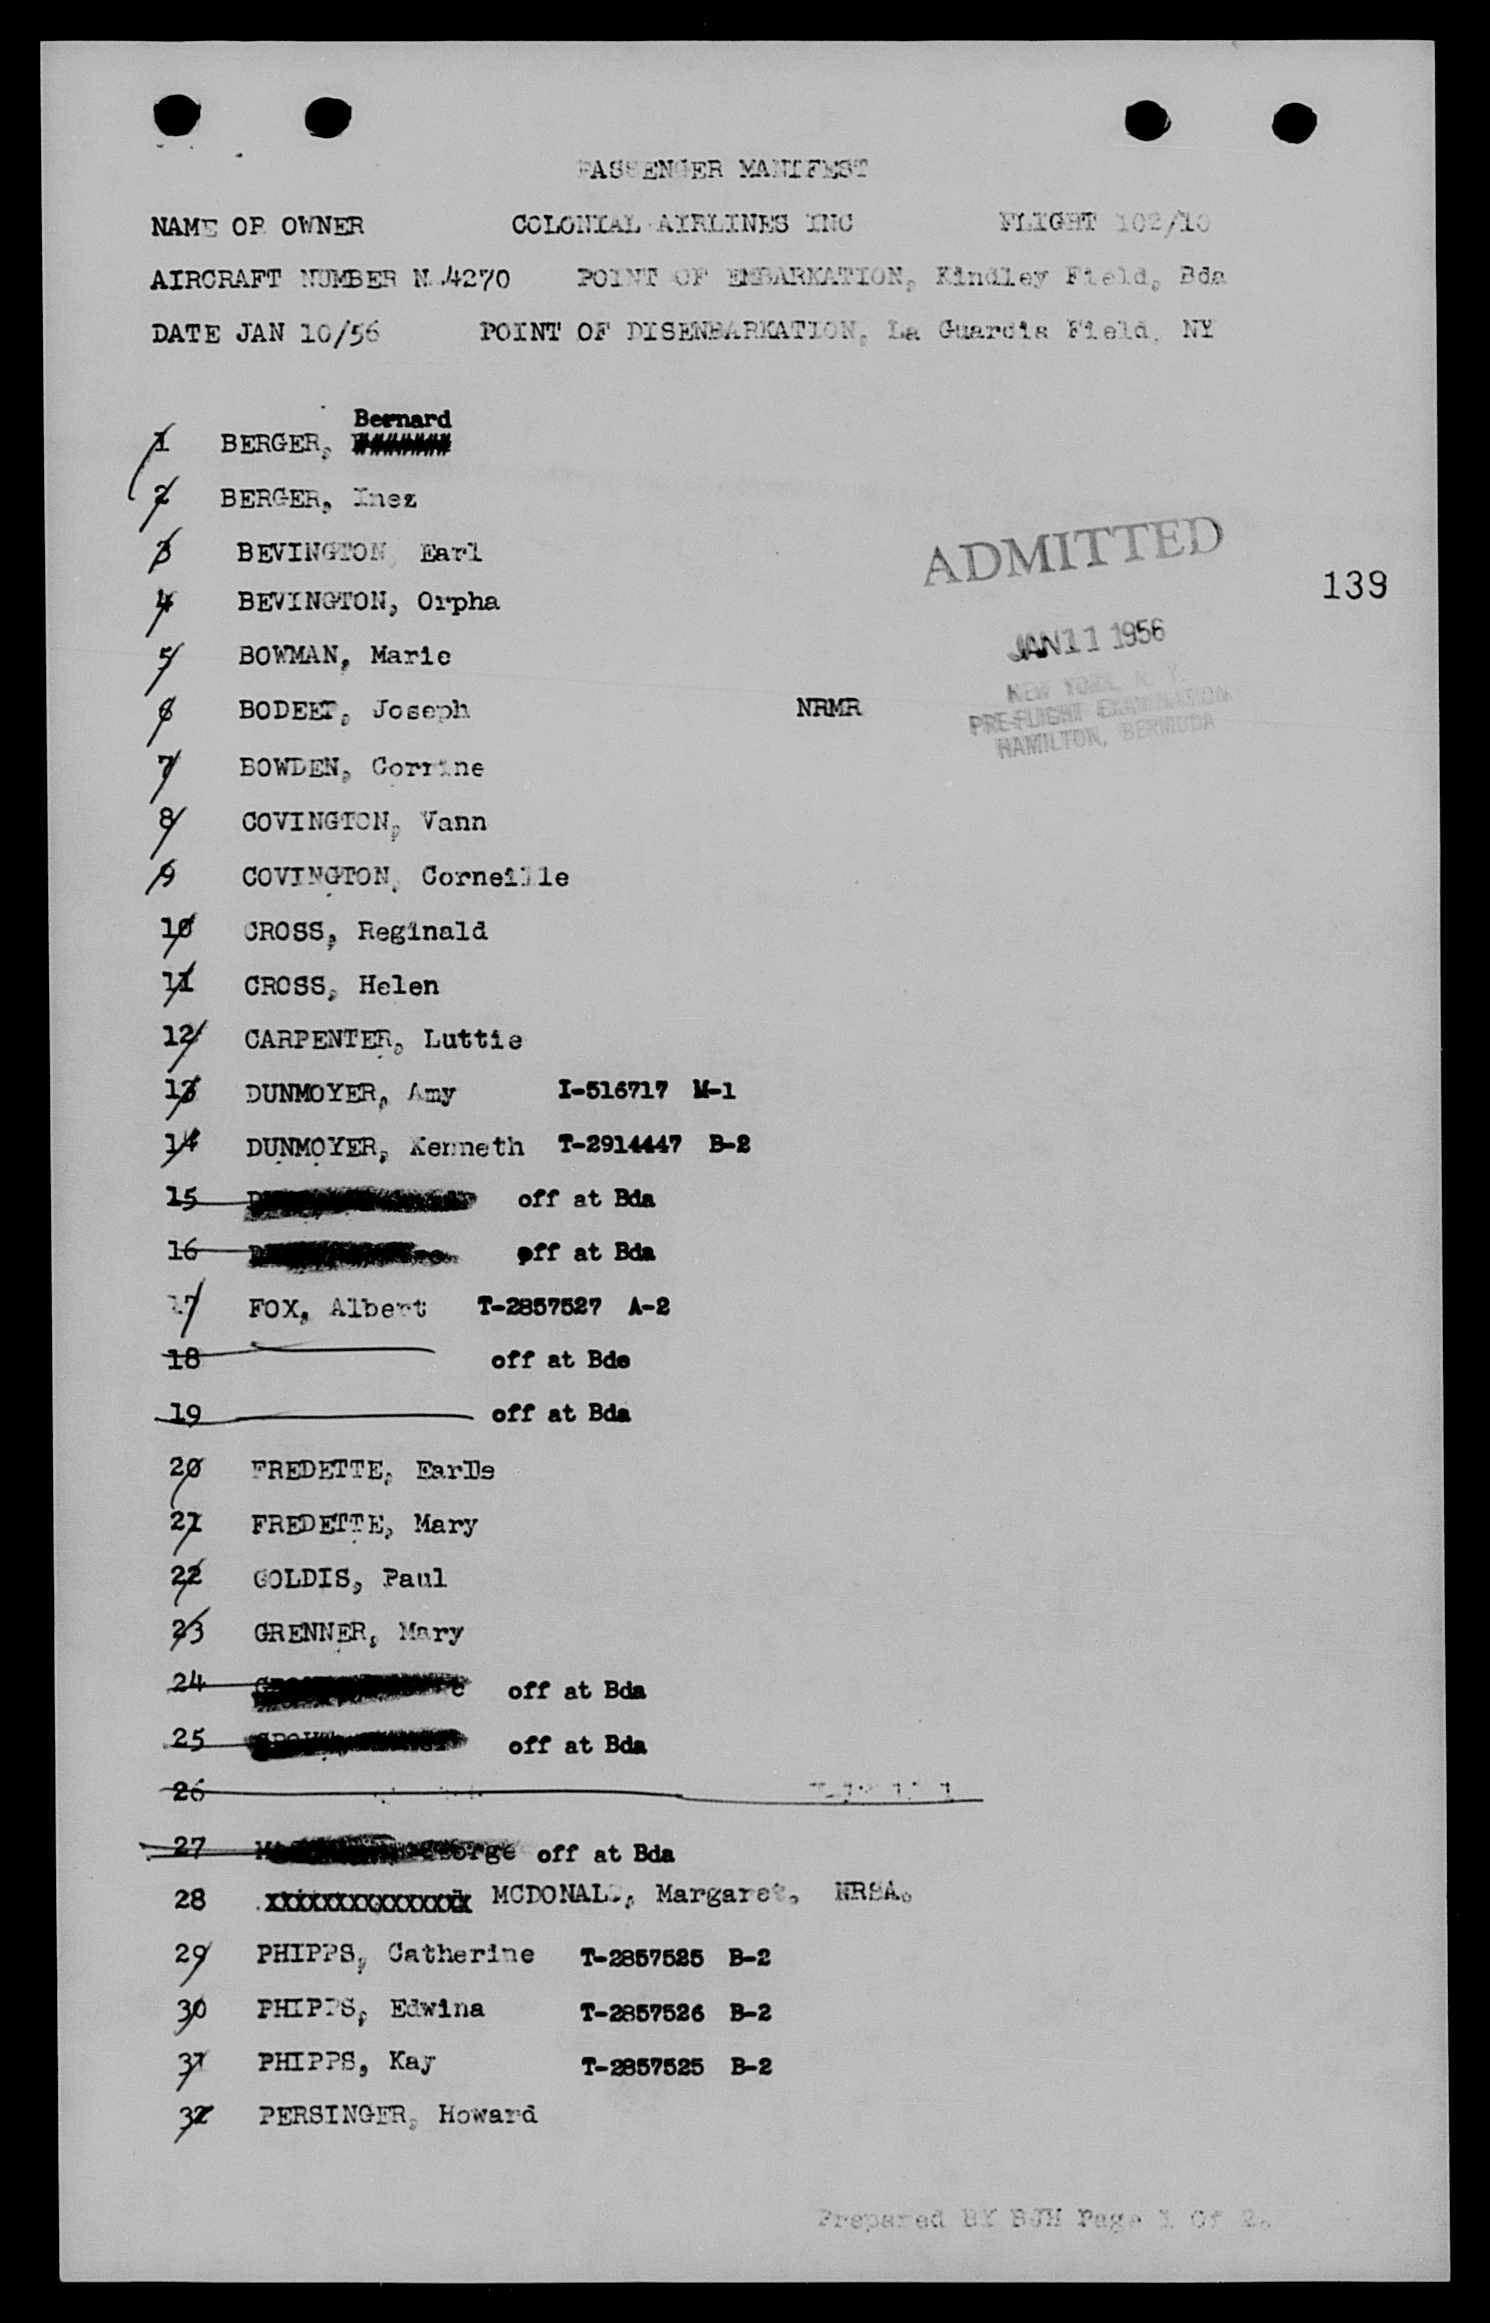 PASSENGER MANIFEST
NAME OF OWNER COLONIAL AIRLINES INC FLIGHT 102/10
AIRCRAFT NUMBER N.4270 POINT OF EMBARKATION, Kindley Field, Bda
DATE JAN 10/56 POINT OF DISENBARKATION, La Guardia Field, NY
Bernard
1 BERGER,
2 BERGER, Inez
3 BEVINGTON, Earl
ADMITTED
139
4 BEVINGTON, Orpha
JAN 11 1956
5 BOWMAN, Marie
NEW YORK, N. Y.
6 BODEET, Joseph NRMR
PRE-FLIGHT EXAMINATION
HAMILTON, BERMUDA
7 BOWDEN, Corrine
8 COVINGTON, Vann
9 COVINGTON, Corneille
10 CROSS, Reginald
11 CROSS, Helen
12 CARPENTER, Luttie
13 DUNMOYER, Amy I-516717 M-1
14 DUNMOYER, Kenneth T-2914447 B-2
15 off at Bda
16 off at Bda
17 FOX, Albert T-2857527 A-2
18 off at Bde
19 off at Bda
20 FREDETTE,
21 FREDETTE, Mary
22 GOLDIS, Paul
23 GRENNER, Mary
24 off at Bda
25 off at Bda
26
27 off at Bda
28 xxxxxxxxxxxxxxx MCDONALD, Margaret, NRSA.
29 PHIPPS, Catherine T-2857525 B-2
30 PHIPPS, Edwina T-2857526 B-2
31 PHIPPS, Kay T-2857525 B-2
32 PERSINGER, Howard
Prepared BY BJH Page 1 Of 2.